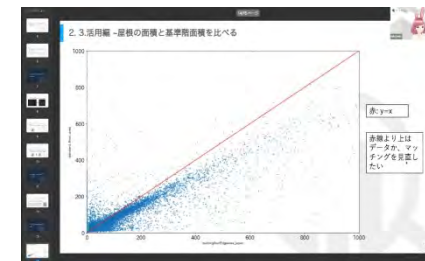 2. 3.活用編 -屋根の面積と基準階面積を比べる
1000
800
600
400
200
0
0
200
400
600
800
1000
赤: y=x
赤線より上は
データか、マッ
チングを見直し
たい